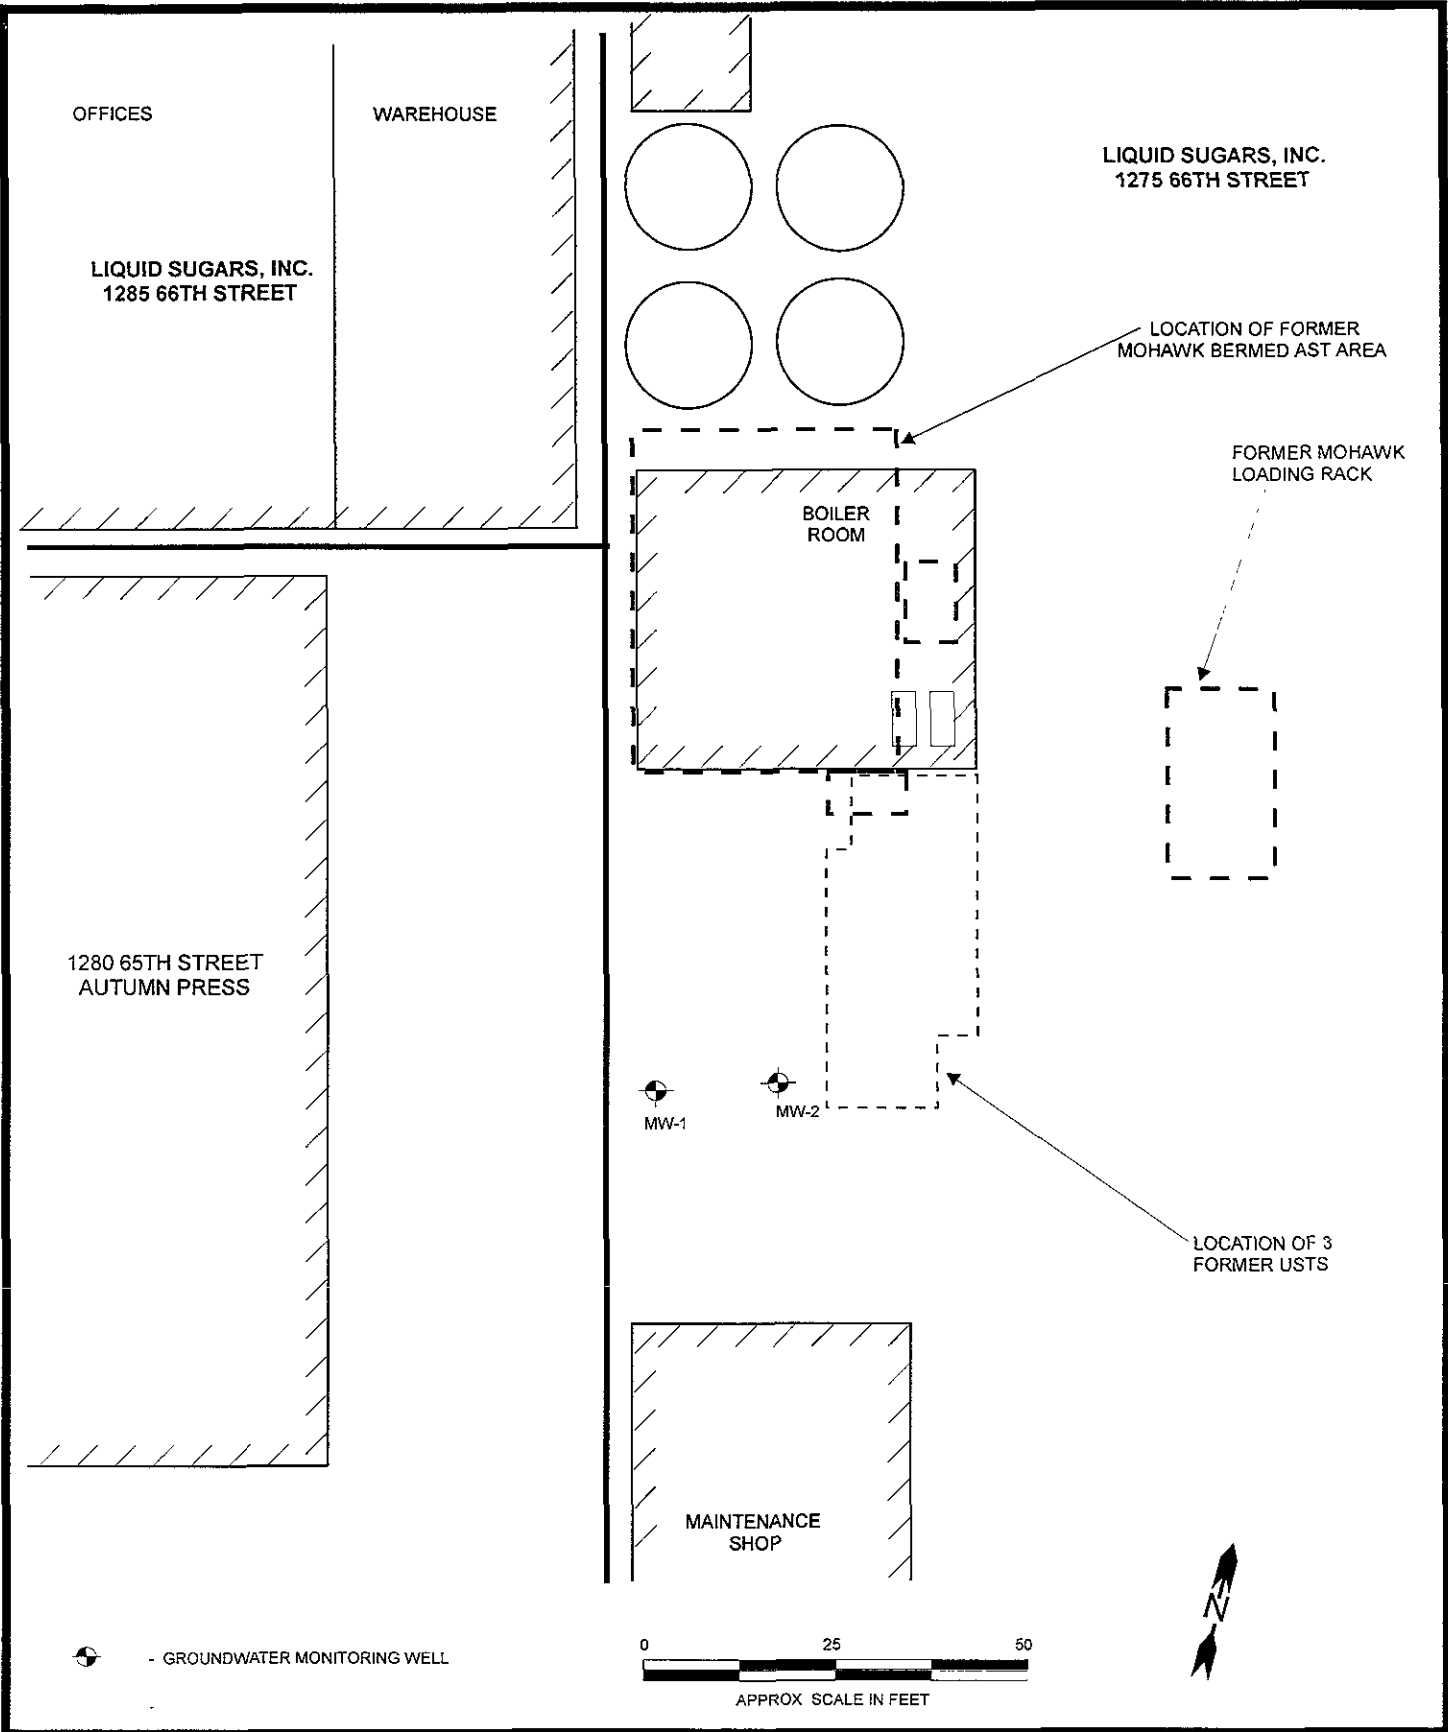 OFFICES
WAREHOUSE
LIQUID SUGARS, INC.
1275 66TH STREET
LIQUID SUGARS, INC.
1285 66TH STREET
LOCATION OF FORMER
MOHAWK BERMED AST AREA
FORMER MOHAWK
LOADING RACK
BOILER
ROOM
1280 65TH STREET
AUTUMN PRESS
MW-1
MW-2
LOCATION OF 3
FORMER USTS
MAINTENANCE
SHOP
N
- GROUNDWATER MONITORING WELL
-
0 25 50
APPROX SCALE IN FEET